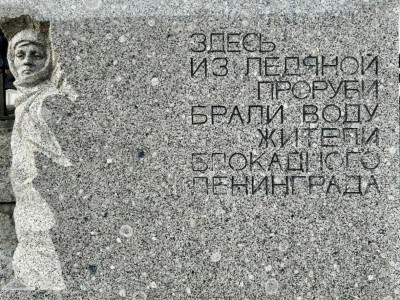 ЗДЕСЬ
ИЗ ЛЕДЯНОЙ
ПРОРУБИ
БРАЛИ ВОДУ
ЖИТЕЛИ
БЛОКАДНОГО
ЛЕНИНГРАДА